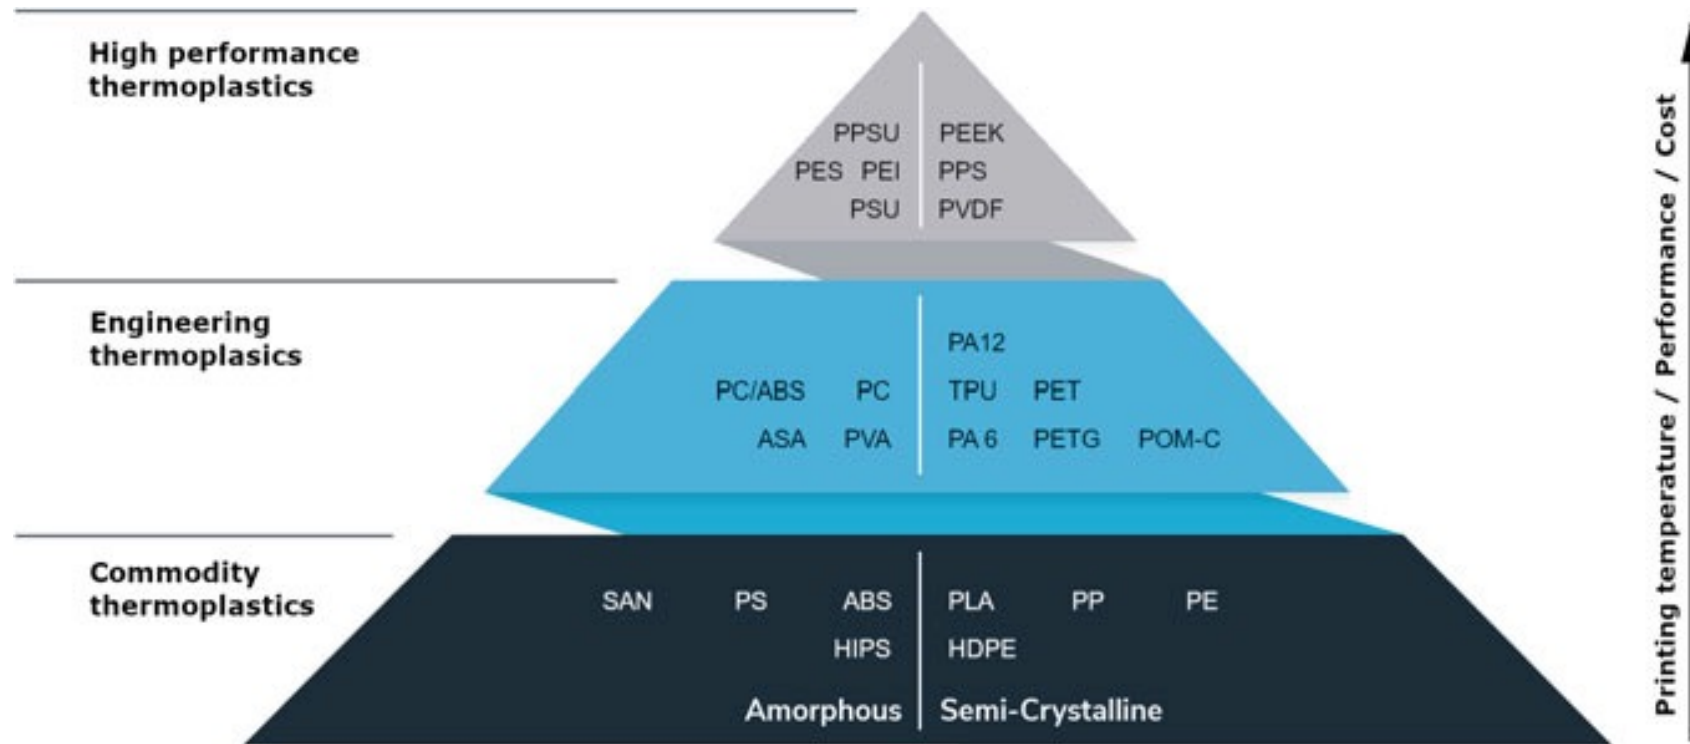 High performance
thermoplastics
PPSU PEEK
PES PEI PPS
PSU PVDF
Engineering
thermoplasics
PA12
PC/ABS PC TPU PET
ASA PVA PA 6 PETG POM-C
Commodity
thermoplastics
SAN PS ABS PLA PP PE
HIPS HDPE
Amorphous Semi-Crystalline
Printing temperature / Performance / Cost